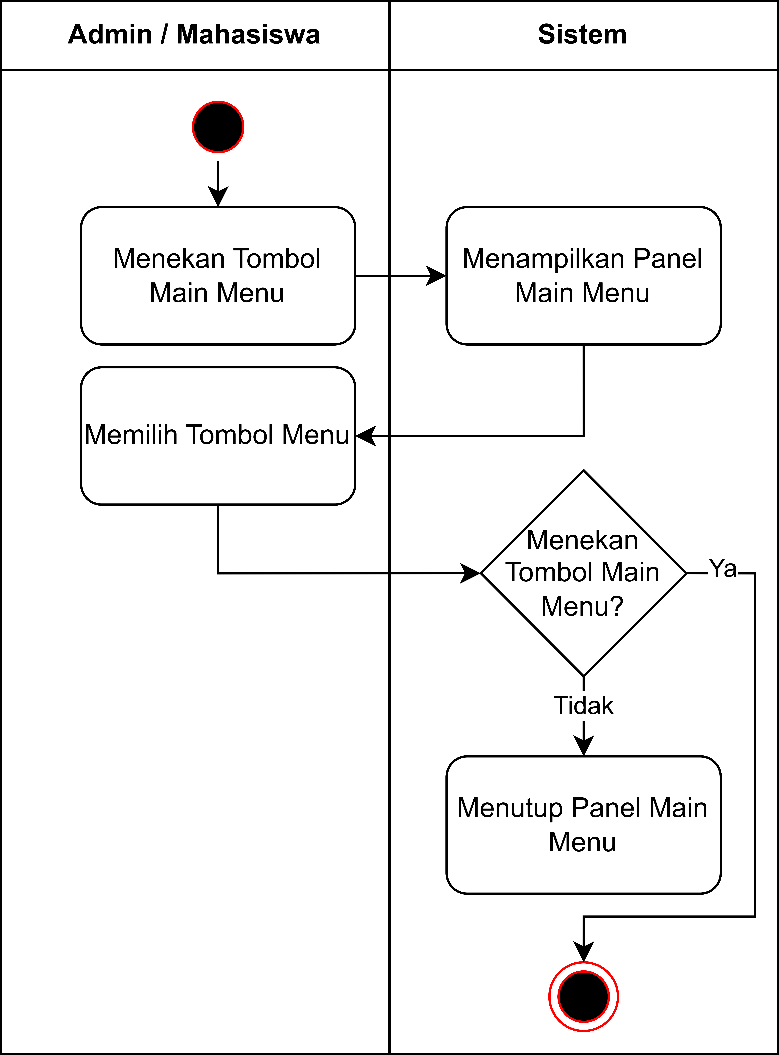 Admin / Mahasiswa
Sistem
Menekan Tombol
Main Menu
Menampilkan Panel
Main Menu
Memilih Tombol Menu
Menekan
Tombol Main
Menu?
Ya
Tidak
Menutup Panel Main
Menu